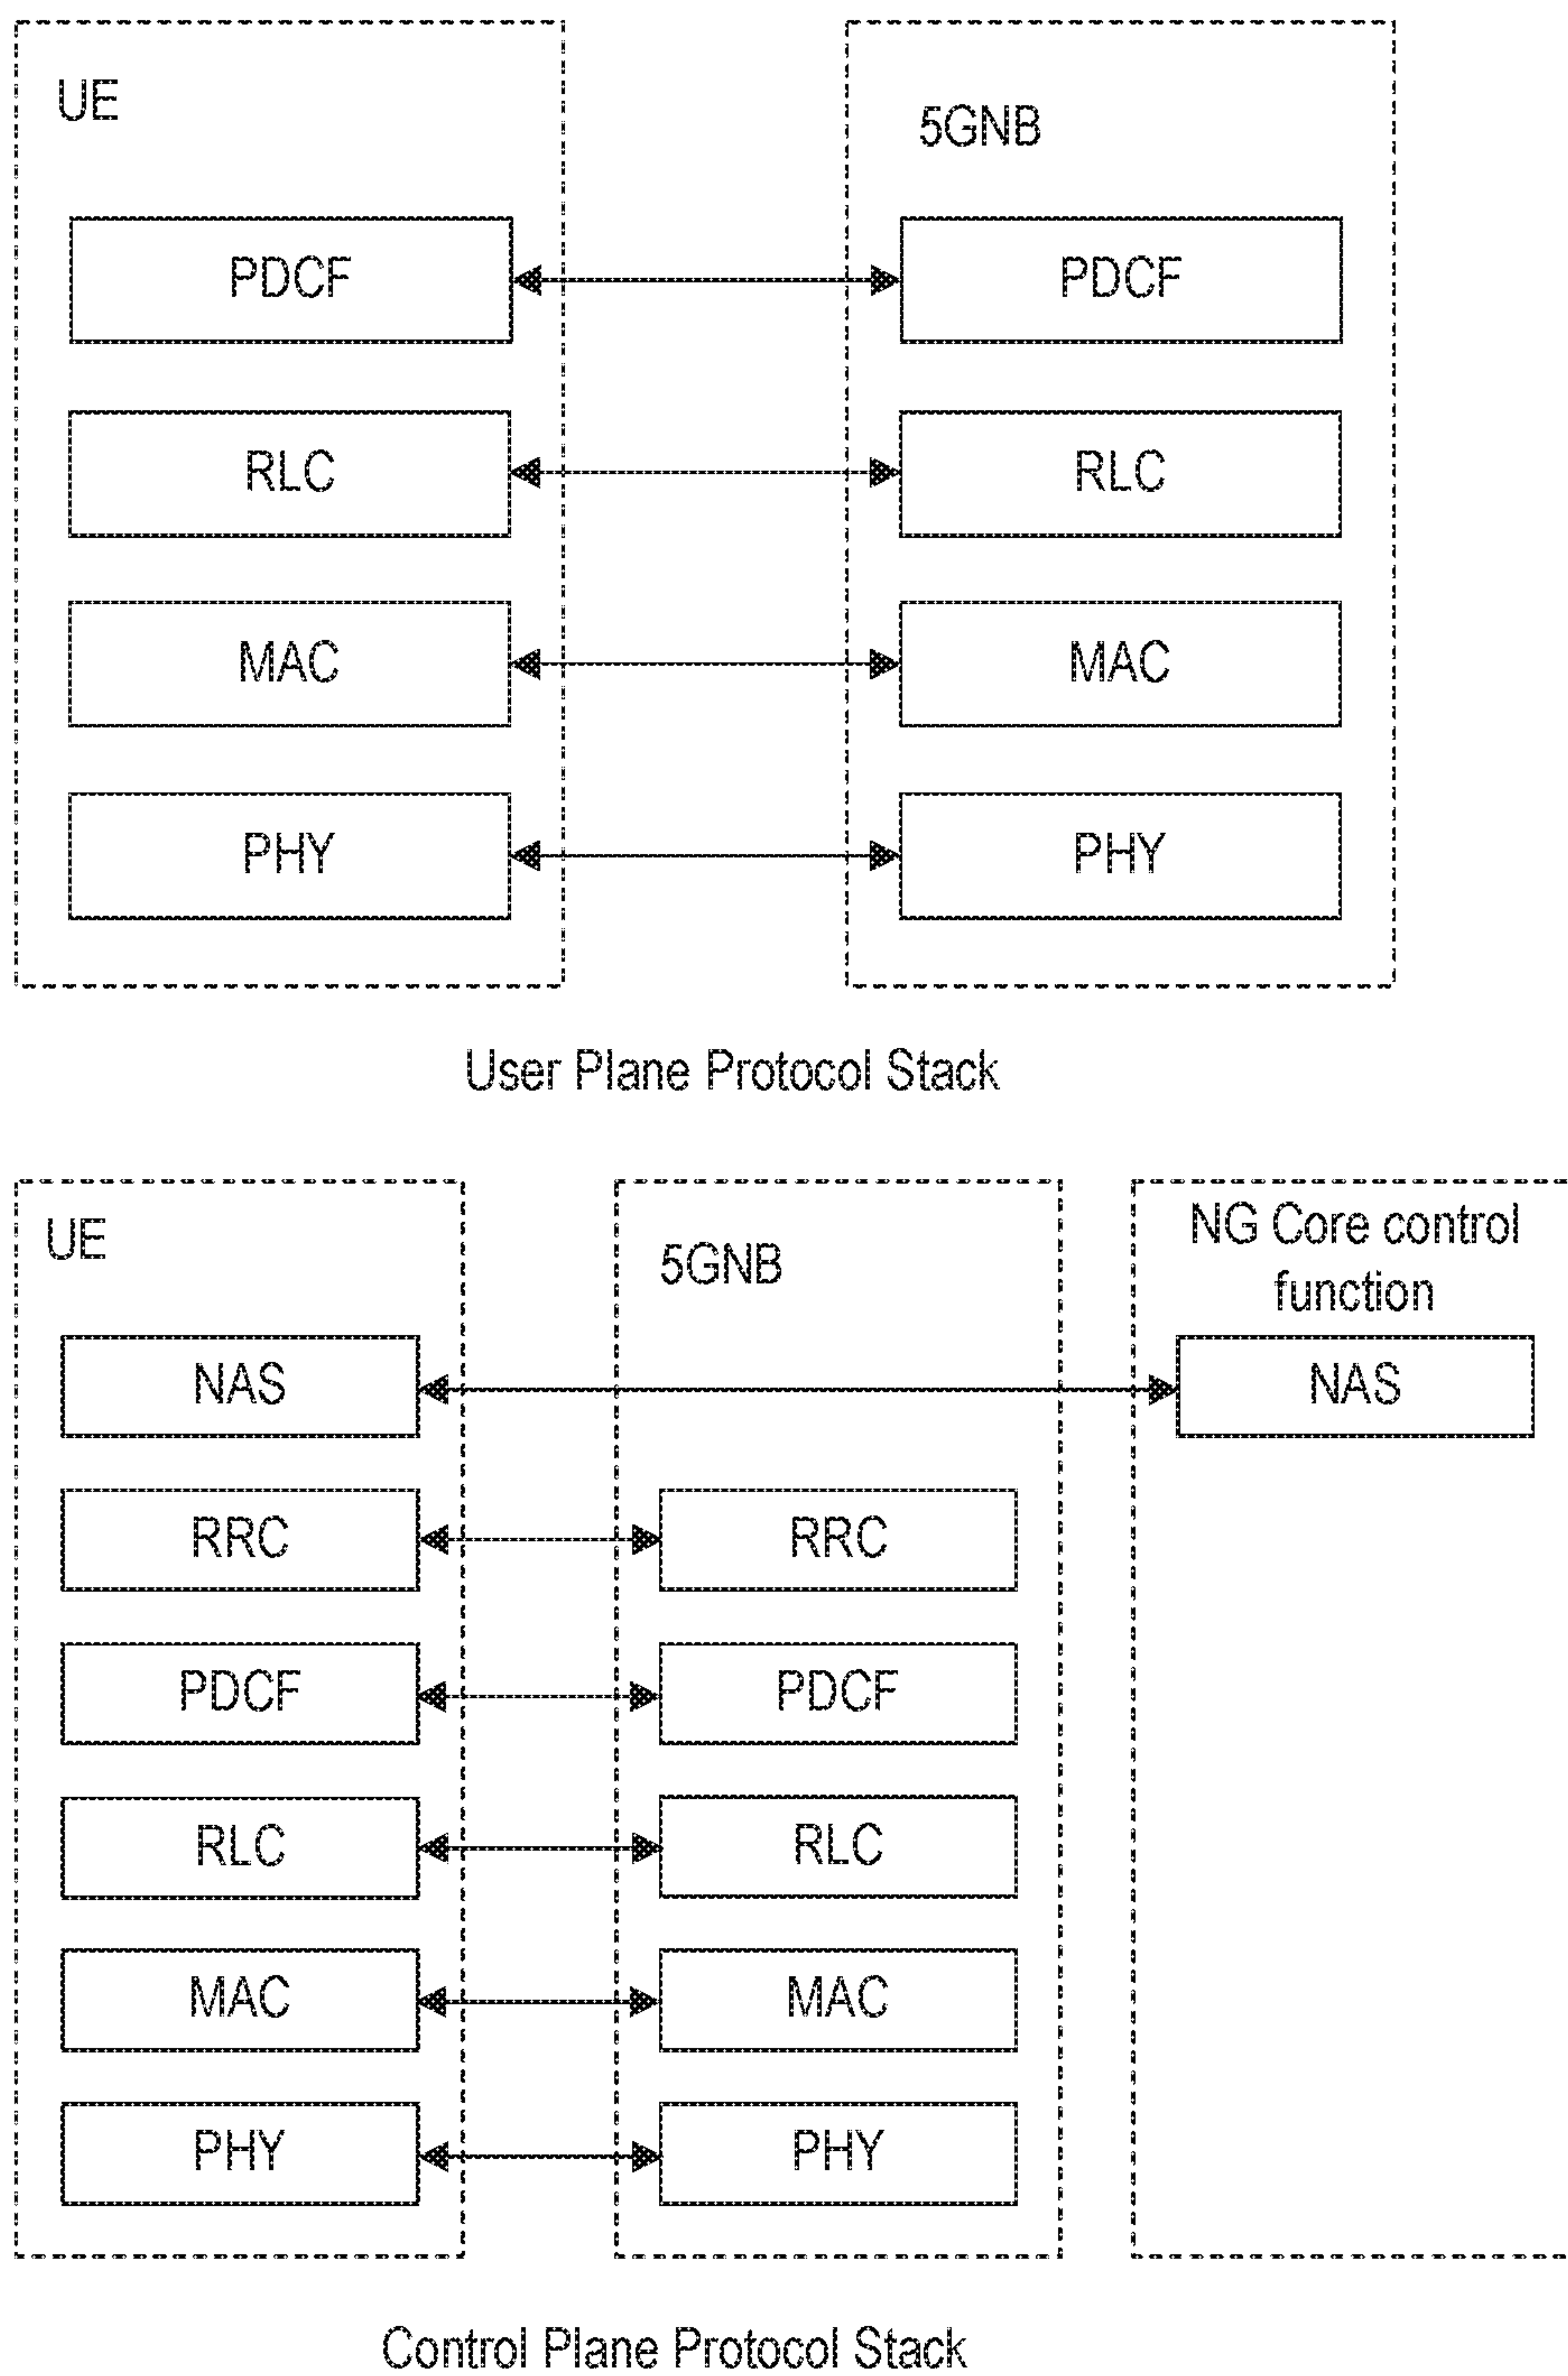 UE
5GNB
PDCF
PDCF
RLC
RLC
MAC
MAC
PHY
PHY
User Plane Protocol Stack
UE
5GNB
NG Core control
function
NAS
NAS
RRC
RRC
PDCF
PDCF
RLC
RLC
MAC
MAC
PHY
PHY
Control Plane Protocol Stack